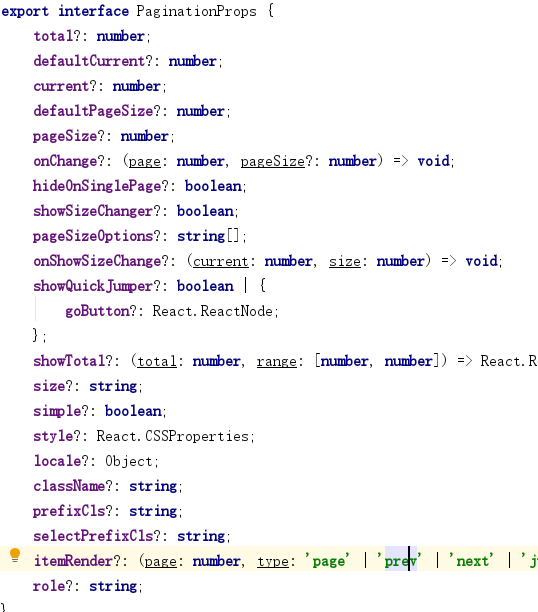 export interface PaginationProps {
total?: number;
defaultCurrent?: number;
current?: number;
defaultPageSize?: number;
pageSize?: number;
onChange?: (page: number, pageSize?: number) => void;
hideOnSinglePage?: boolean;
showSizeChanger?: boolean;
pageSizeOptions?: string[];
onShowSizeChange?: (current: number, size: number) => void;
showQuickJumper?: boolean | {
goButton?: React.ReactNode;
};
showTotal?: (total: number, range: [number, number]) => React.R
size?: string;
simple?: boolean;
style?: React.CSSProperties;
locale?: Object;
className?: string;
prefixCls?: string;
selectPrefixCls?: string;
itemRender?: (page: number, type: 'page' | 'prev' | 'next' | 'j
role?: string;
}